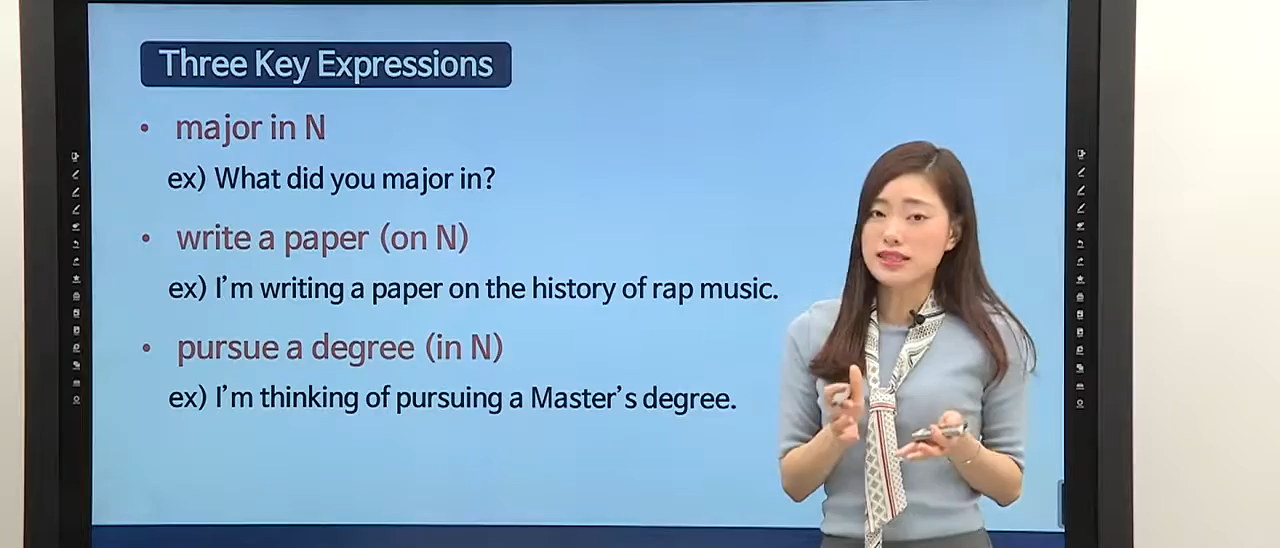 Three Key Expressions
• major in N
ex) What did you major in?
• write a paper (on N)
ex) I'm writing a paper on the history of rap music.
• pursue a degree (in N)
ex) I'm thinking of pursuing a Master's degree.